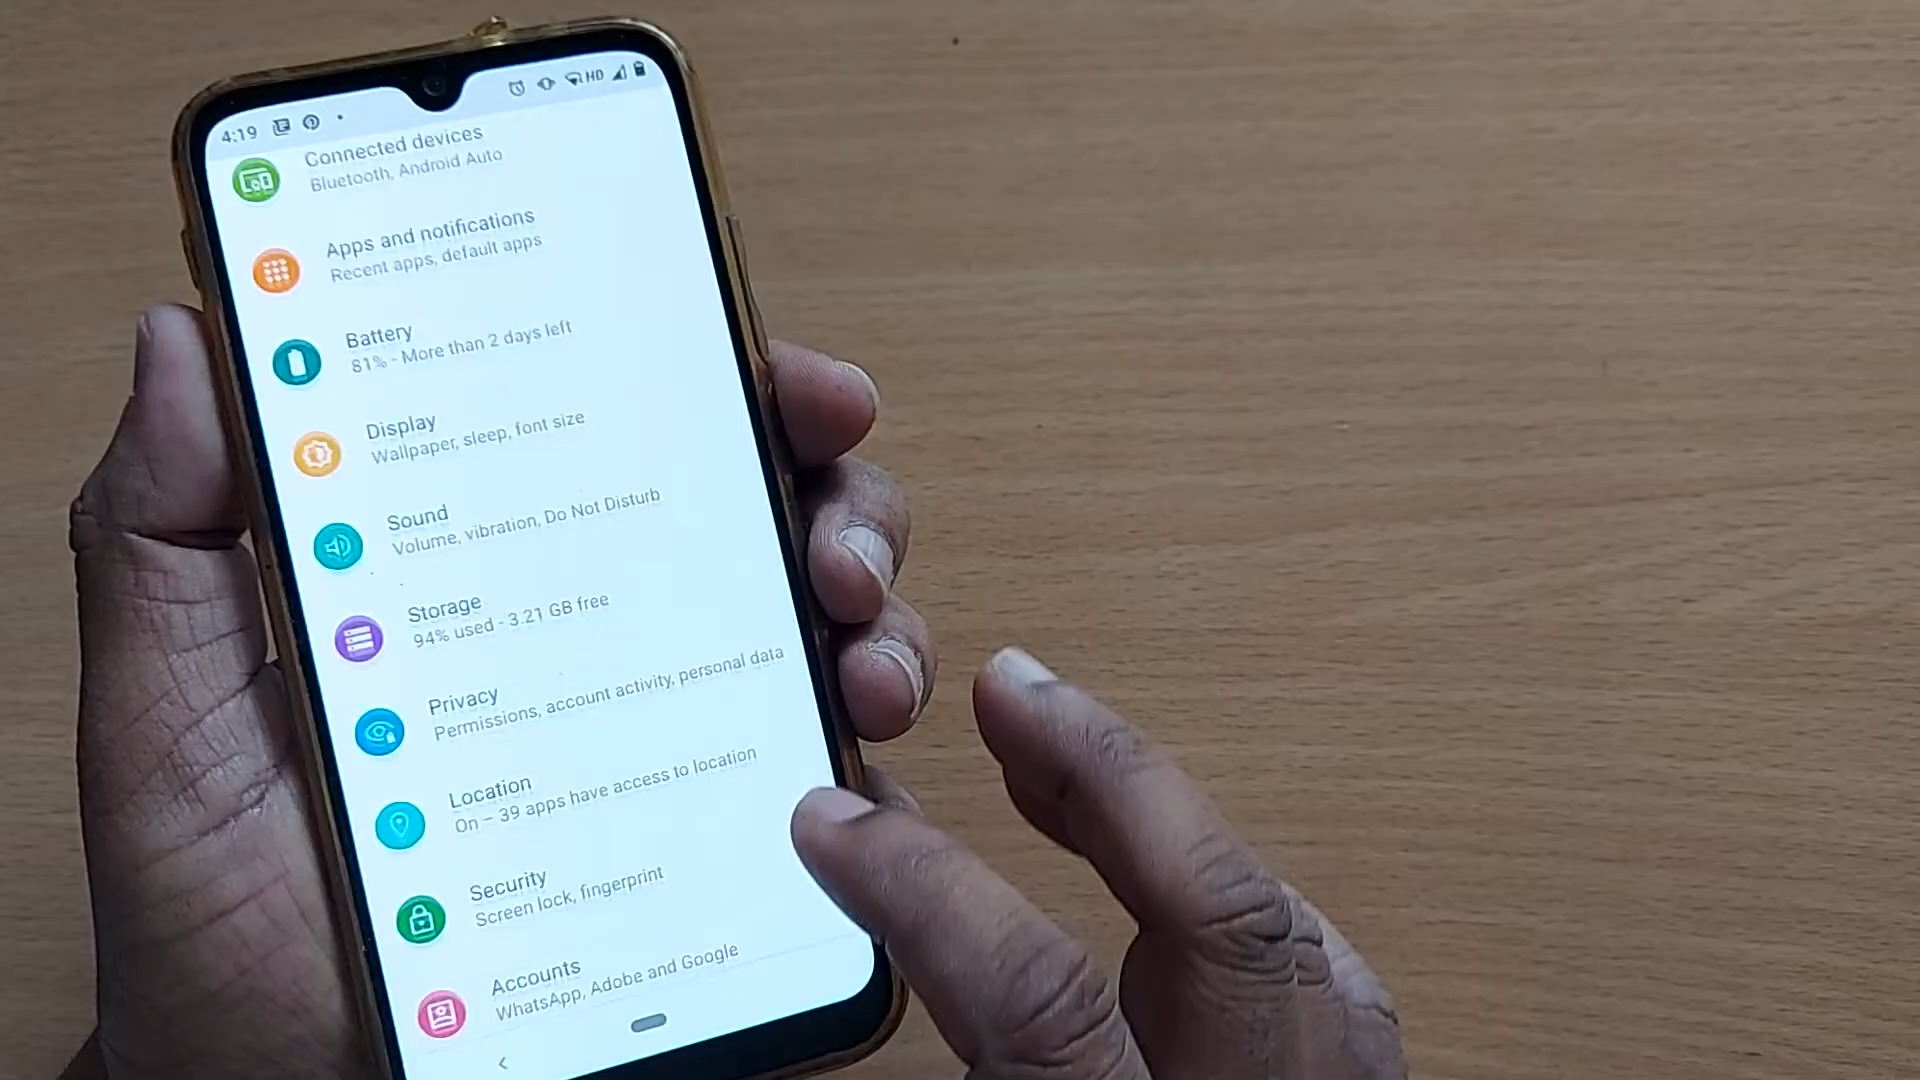 4:19 HD
Connected devices
Bluetooth, Android Auto
Apps and notifications
Recent apps, default apps
Battery
81% - More than 2 days left
Display
Wallpaper, sleep, font size
Sound
Volume, vibration, Do Not Disturb
Storage
94% used - 3.21 GB free
Privacy
Permissions, account activity, personal data
Location
On – 39 apps have access to location
Security
Screen lock, fingerprint
Accounts
WhatsApp, Adobe and Google